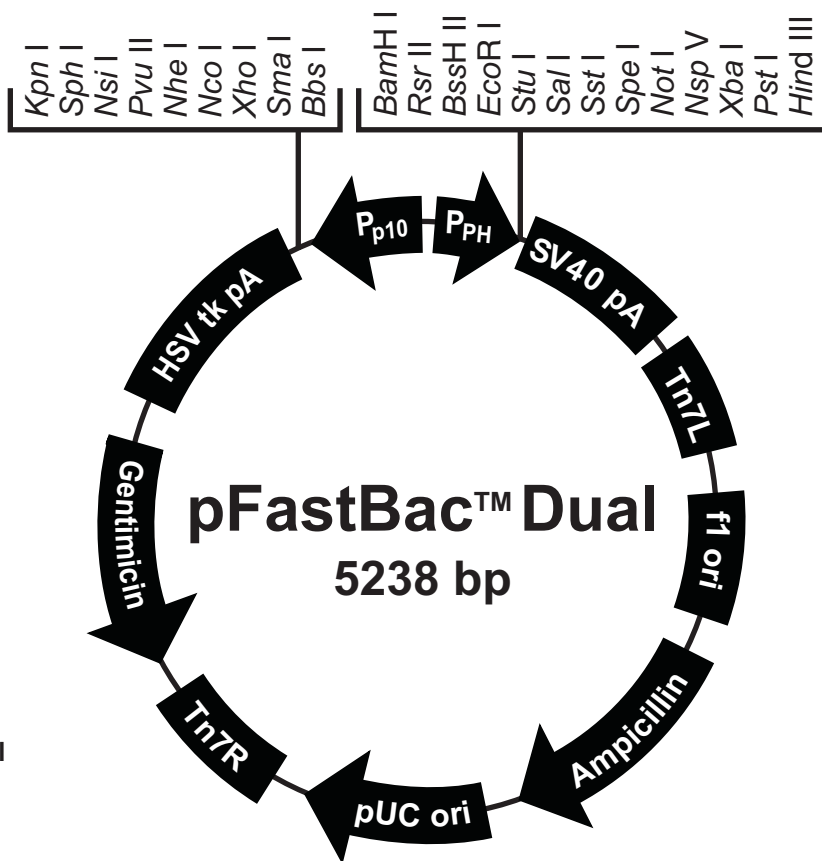 Kpn I
Sph I
Nsi I
Pvu II
Nhe I
Nco I
Xho I
Sma I
Bbs I
BamH I
Rsr II
BssH II
EcoR I
Stu I
Sal I
Sst I
Spe I
Not I
Nsp V
Xba I
Pst I
Hind III
Pp10
PPH
SV40 pA
Tn7L
f1 ori
Ampicillin
pUC ori
Tn7R
Gentimicin
HSV tk pA
pFastBac™ Dual
5238 bp